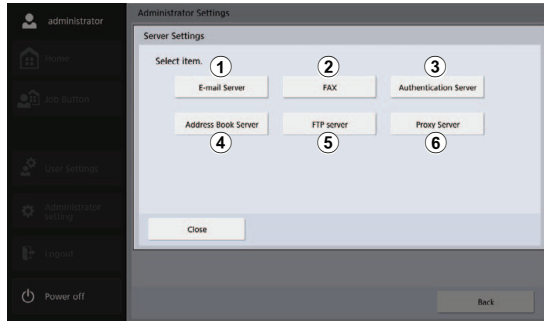 administrator
Administrator Settings
Server Settings
Home
Select item.
1
2
3
E-mail Server
FAX
Authentication Server
Job Button
Address Book Server
FTP server
Proxy Server
4
5
6
User Settings
Administrator
setting
Close
Logout
Power off
Back